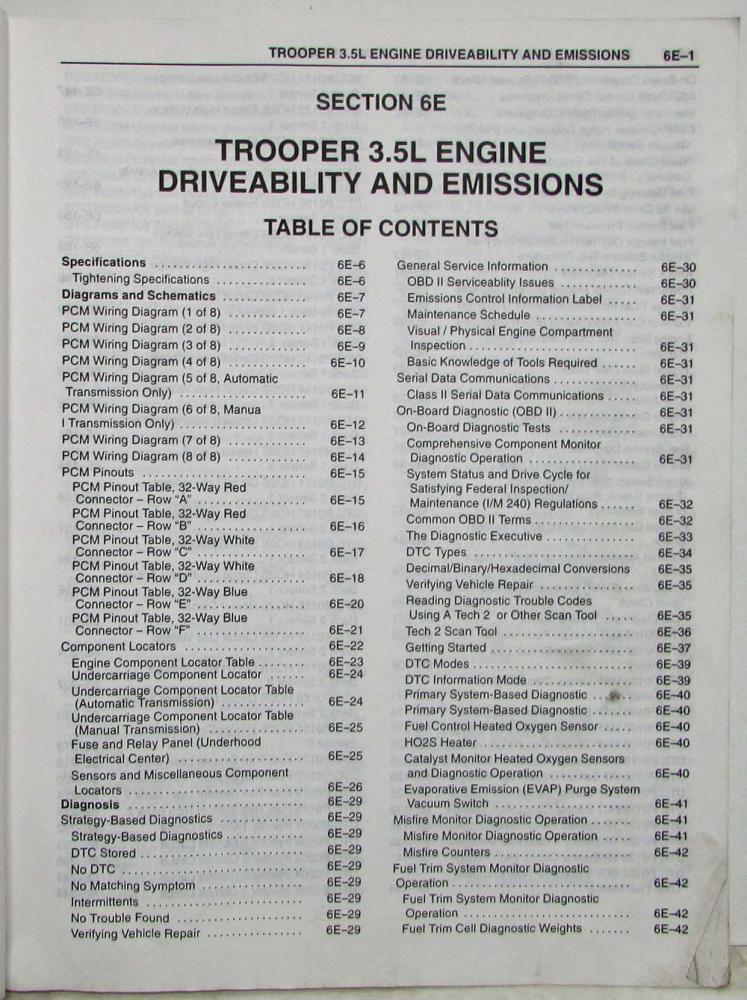 TROOPER 3.5L ENGINE DRIVEABILITY AND EMISSIONS 6E–1
SECTION 6E
TROOPER 3.5L ENGINE
DRIVEABILITY AND EMISSIONS
TABLE OF CONTENTS
Specifications ........................ 6E–6
Tightening Specifications .............. 6E–6
Diagrams and Schematics ............. 6E–7
PCM Wiring Diagram (1 of 8) ............. 6E–7
PCM Wiring Diagram (2 of 8) ............. 6E–8
PCM Wiring Diagram (3 of 8) ............. 6E–9
PCM Wiring Diagram (4 of 8) ............. 6E–10
PCM Wiring Diagram (5 of 8, Automatic
Transmission Only) .................... 6E–11
PCM Wiring Diagram (6 of 8, Manua
l Transmission Only) .................... 6E–12
PCM Wiring Diagram (7 of 8) ............. 6E–13
PCM Wiring Diagram (8 of 8) ............. 6E–14
PCM Pinouts ........................ 6E–15
PCM Pinout Table, 32-Way Red
Connector – Row “A” .................. 6E–15
PCM Pinout Table, 32-Way Red
Connector – Row “B” .................. 6E–16
PCM Pinout Table, 32-Way White
Connector – Row “C” .................. 6E–17
PCM Pinout Table, 32-Way White
Connector – Row “D” .................. 6E–18
PCM Pinout Table, 32-Way Blue
Connector – Row “E” .................. 6E–20
PCM Pinout Table, 32-Way Blue
Connector – Row “F” .................. 6E–21
Component Locators ................... 6E–22
Engine Component Locator Table ........ 6E–23
Undercarriage Component Locator ...... 6E–24
Undercarriage Component Locator Table
(Automatic Transmission) .............. 6E–24
Undercarriage Component Locator Table
(Manual Transmission) ................ 6E–25
Fuse and Relay Panel (Underhood
Electrical Center) ..................... 6E–25
Sensors and Miscellaneous Component
Locators ............................ 6E–26
Diagnosis ............................ 6E–29
Strategy-Based Diagnostics .............. 6E–29
Strategy-Based Diagnostics ............. 6E–29
DTC Stored .......................... 6E–29
No DTC ............................. 6E–29
No Matching Symptom ................. 6E–29
Intermittents ......................... 6E–29
No Trouble Found .................... 6E–29
Verifying Vehicle Repair ................ 6E–29
General Service Information ............. 6E–30
OBD II Serviceablity Issues ............. 6E–30
Emissions Control Information Label ..... 6E–31
Maintenance Schedule ................ 6E–31
Visual / Physical Engine Compartment
Inspection ........................... 6E–31
Basic Knowledge of Tools Required ...... 6E–31
Serial Data Communications ............. 6E–31
Class II Serial Data Communications ..... 6E–31
On-Board Diagnostic (OBD II) ............ 6E–31
On-Board Diagnostic Tests ............. 6E–31
Comprehensive Component Monitor
Diagnostic Operation .................. 6E–31
System Status and Drive Cycle for
Satisfying Federal Inspection/
Maintenance (I/M 240) Regulations ...... 6E–32
Common OBD II Terms ................ 6E–32
The Diagnostic Executive ............... 6E–33
DTC Types .......................... 6E–34
Decimal/Binary/Hexadecimal Conversions 6E–35
Verifying Vehicle Repair ................ 6E–35
Reading Diagnostic Trouble Codes
Using A Tech 2 or Other Scan Tool ..... 6E–35
Tech 2 Scan Tool ..................... 6E–36
Getting Started ....................... 6E–37
DTC Modes .......................... 6E–39
DTC Information Mode ................. 6E–39
Primary System-Based Diagnostic ....... 6E–40
Primary System-Based Diagnostic ....... 6E–40
Fuel Control Heated Oxygen Sensor ..... 6E–40
HO2S Heater ........................ 6E–40
Catalyst Monitor Heated Oxygen Sensors
and Diagnostic Operation .............. 6E–40
Evaporative Emission (EVAP) Purge System
Vacuum Switch ...................... 6E–41
Misfire Monitor Diagnostic Operation ....... 6E–41
Misfire Monitor Diagnostic Operation ..... 6E–41
Misfire Counters ...................... 6E–42
Fuel Trim System Monitor Diagnostic
Operation ............................. 6E–42
Fuel Trim System Monitor Diagnostic
Operation ........................... 6E–42
Fuel Trim Cell Diagnostic Weights ....... 6E–42